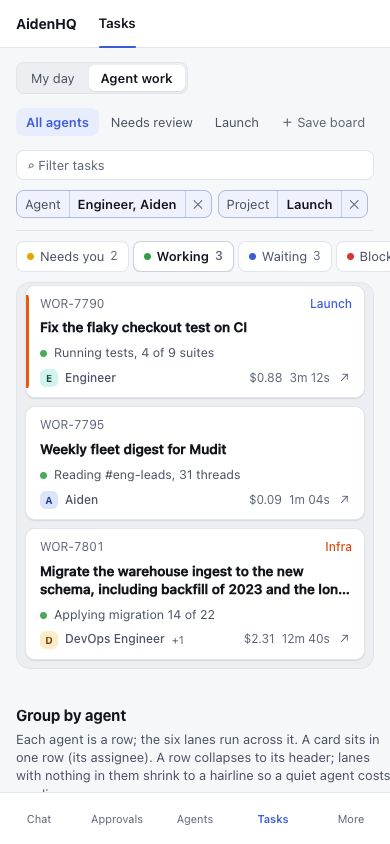 AidenHQ Tasks
My day Agent work
All agents Needs review Launch + Save board
Filter tasks
Agent Engineer, Aiden × Project Launch ×
Needs you 2 Working 3 Waiting 3 Block
WOR-7790 Launch
Fix the flaky checkout test on CI
Running tests, 4 of 9 suites
E Engineer $0.88 3m 12s ↗
WOR-7795
Weekly fleet digest for Mudit
Reading #eng-leads, 31 threads
A Aiden $0.09 1m 04s ↗
WOR-7801 Infra
Migrate the warehouse ingest to the new
schema, including backfill of 2023 and the lon...
Applying migration 14 of 22
D DevOps Engineer +1 $2.31 12m 40s ↗
Group by agent
Each agent is a row; the six lanes run across it. A card sits in
one row (its assignee). A row collapses to its header; lanes
with nothing in them shrink to a hairline so a quiet agent costs
Chat Approvals Agents Tasks More